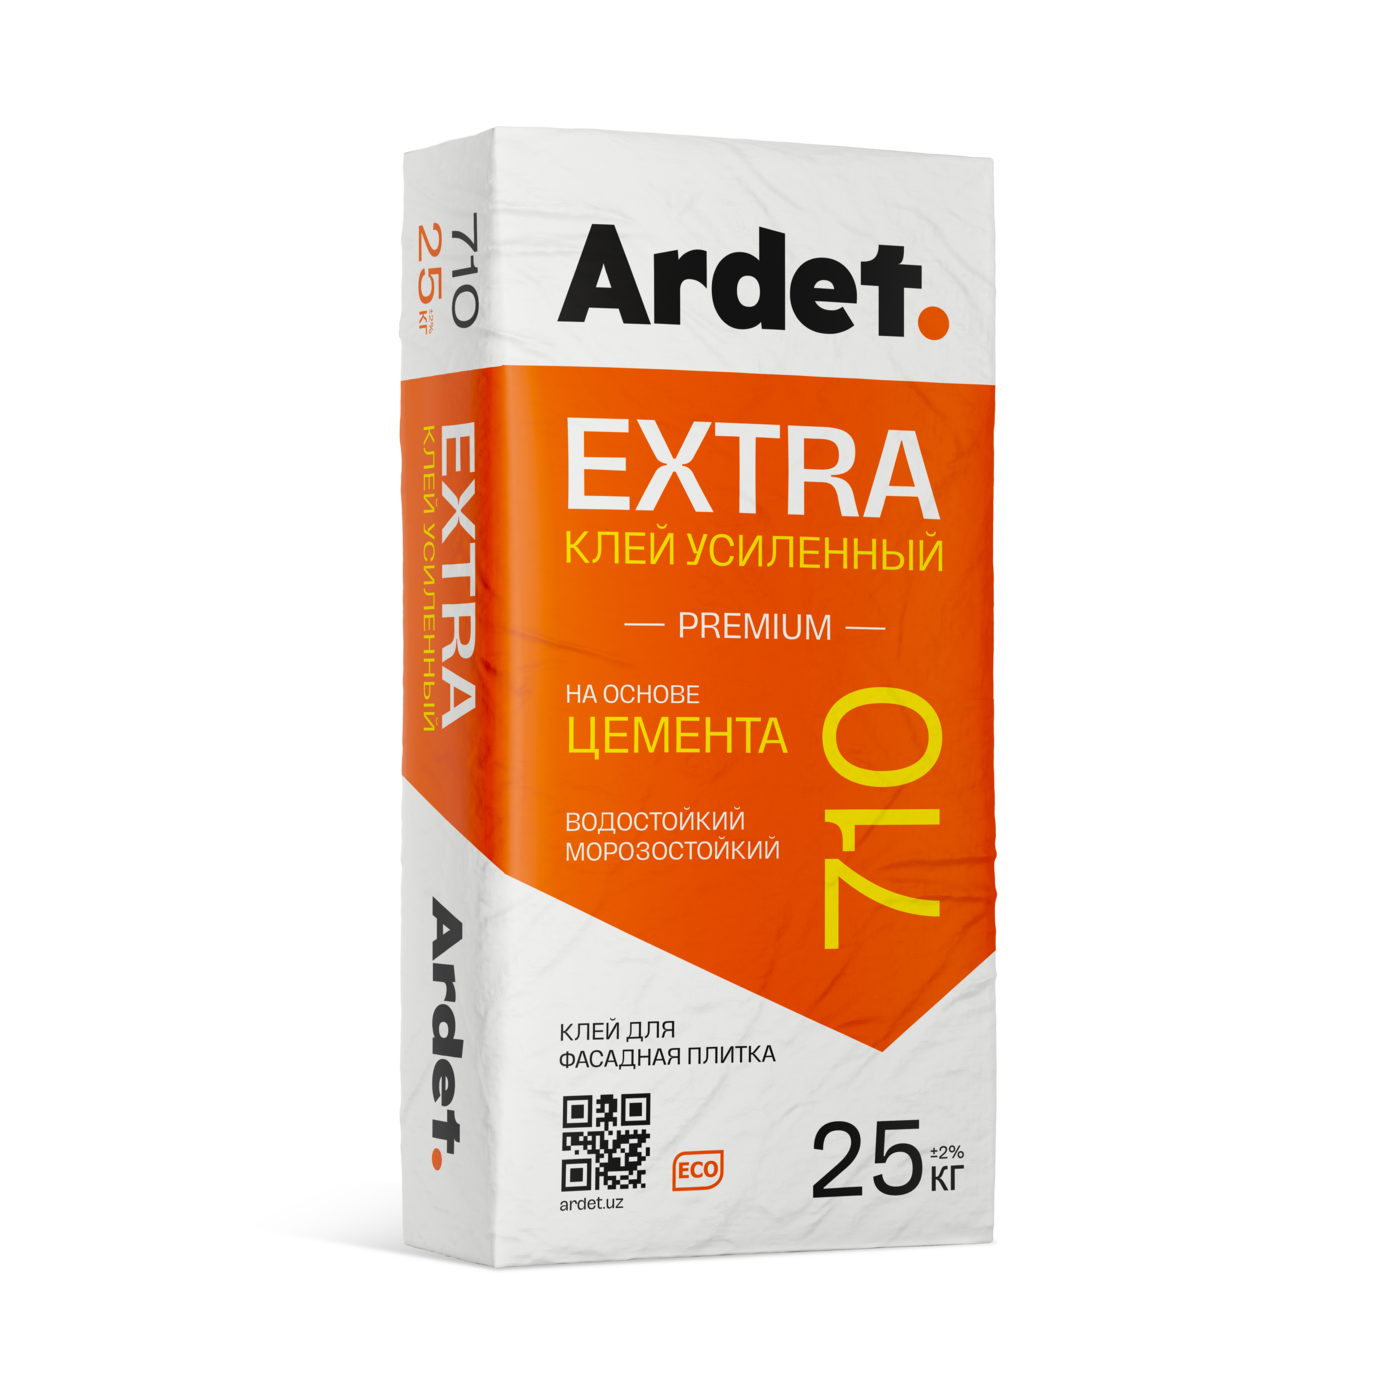 Ardet.
EXTRA
КЛЕЙ УСИЛЕННЫЙ
PREMIUM
НА ОСНОВЕ
ЦЕМЕНТА
ВОДОСТОЙКИЙ
МОРОЗОСТОЙКИЙ
710
КЛЕЙ ДЛЯ
ФАСАДНАЯ ПЛИТКА
ardet.uz
ECO
25 КГ
±2%
710
25 КГ
±2%
EXTRA
КЛЕЙ УСИЛЕННЫЙ
Ardet.